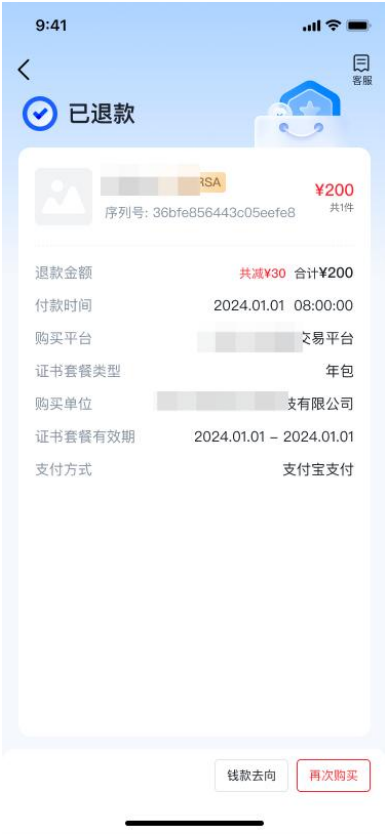 9:41
客服
已退款
RSA
¥200
序列号: 36bfe856443c05eefe8
共1件
退款金额 共减¥30 合计¥200
付款时间 2024.01.01 08:00:00
购买平台 交易平台
证书套餐类型 年包
购买单位 技有限公司
证书套餐有效期 2024.01.01 – 2024.01.01
支付方式 支付宝支付
钱款去向 再次购买